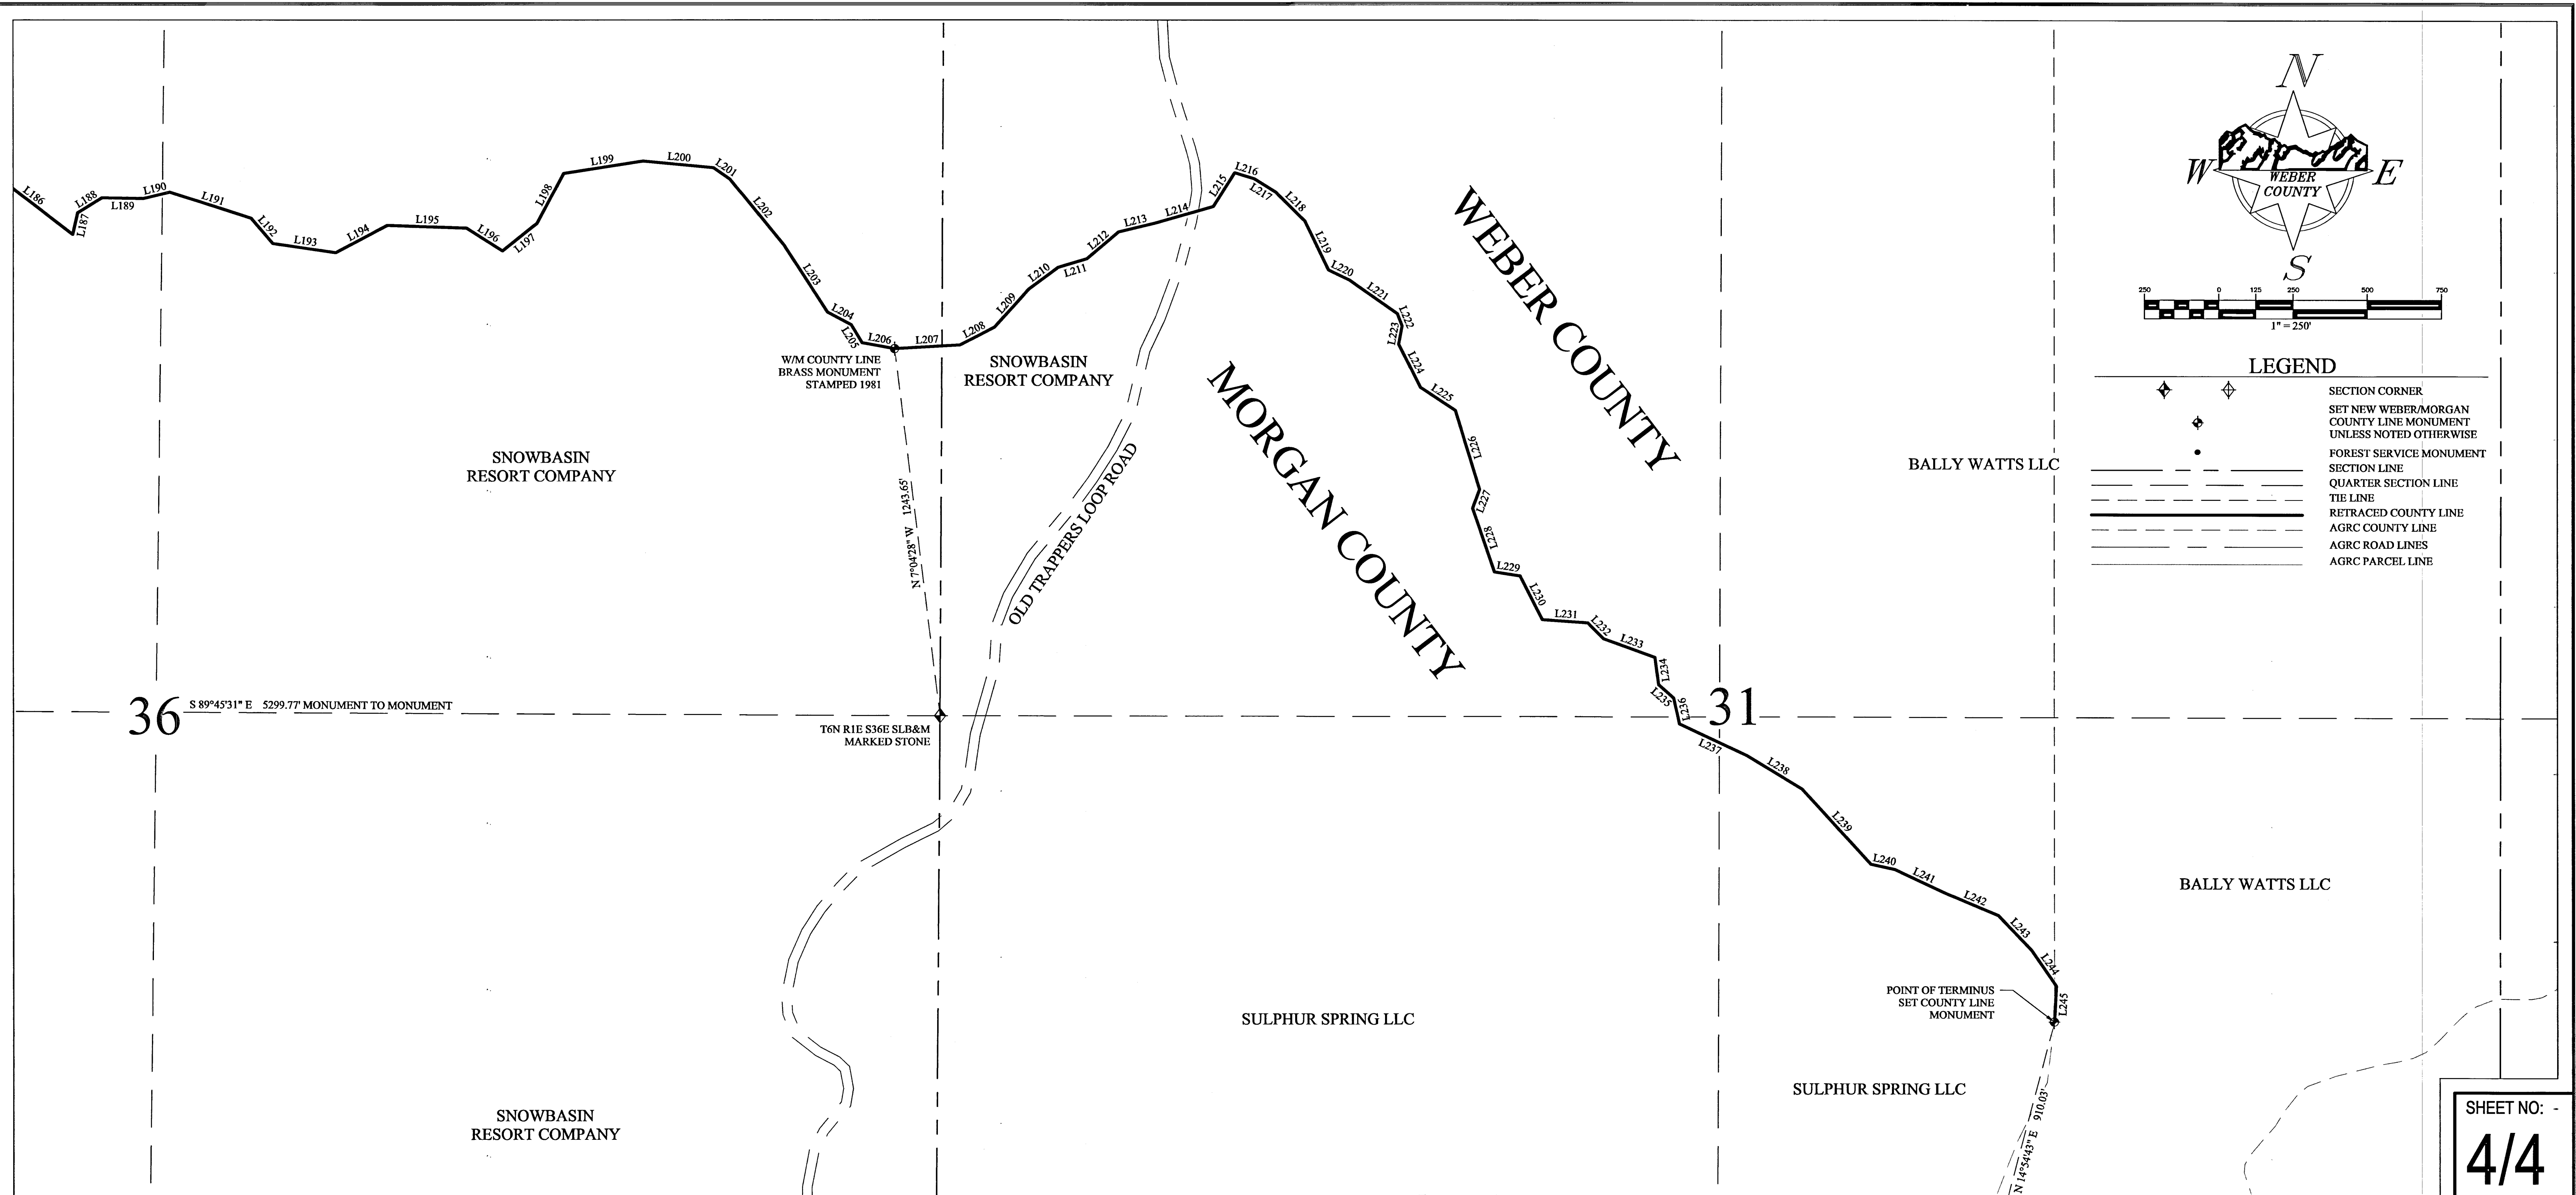 N
W
E
WEBER
COUNTY
S
250
0
125
250
500
750
1" = 250'
LEGEND
SECTION CORNER
SET NEW WEBER/MORGAN
COUNTY LINE MONUMENT
UNLESS NOTED OTHERWISE
FOREST SERVICE MONUMENT
SECTION LINE
QUARTER SECTION LINE
TIE LINE
RETRACED COUNTY LINE
AGRC COUNTY LINE
AGRC ROAD LINES
AGRC PARCEL LINE
L186
L187
L188
L189
L190
L191
L192
L193
L194
L195
L196
L197
L198
L199
L200
L201
L202
L203
L204
L205
L206
L207
L208
L209
L210
L211
L212
L213
L214
L215
L216
L217
L218
L219
L220
L221
L222
L223
L224
L225
L226
L227
L228
L229
L230
L231
L232
L233
L234
L235
L236
L237
L238
L239
L240
L241
L242
L243
L244
L245
W/M COUNTY LINE
BRASS MONUMENT
STAMPED 1981
SNOWBASIN
RESORT COMPANY
SNOWBASIN
RESORT COMPANY
WEBER COUNTY
MORGAN COUNTY
BALLY WATTS LLC
N 7°04'28" W 1243.65'
OLD TRAPPERS LOOP ROAD
36
S 89°45'31" E 5299.77' MONUMENT TO MONUMENT
T6N R1E S36E SLB&M
MARKED STONE
31
BALLY WATTS LLC
POINT OF TERMINUS
SET COUNTY LINE
MONUMENT
SULPHUR SPRING LLC
SULPHUR SPRING LLC
N 14°54'43" E 910.03'
SNOWBASIN
RESORT COMPANY
SHEET NO: -
4/4